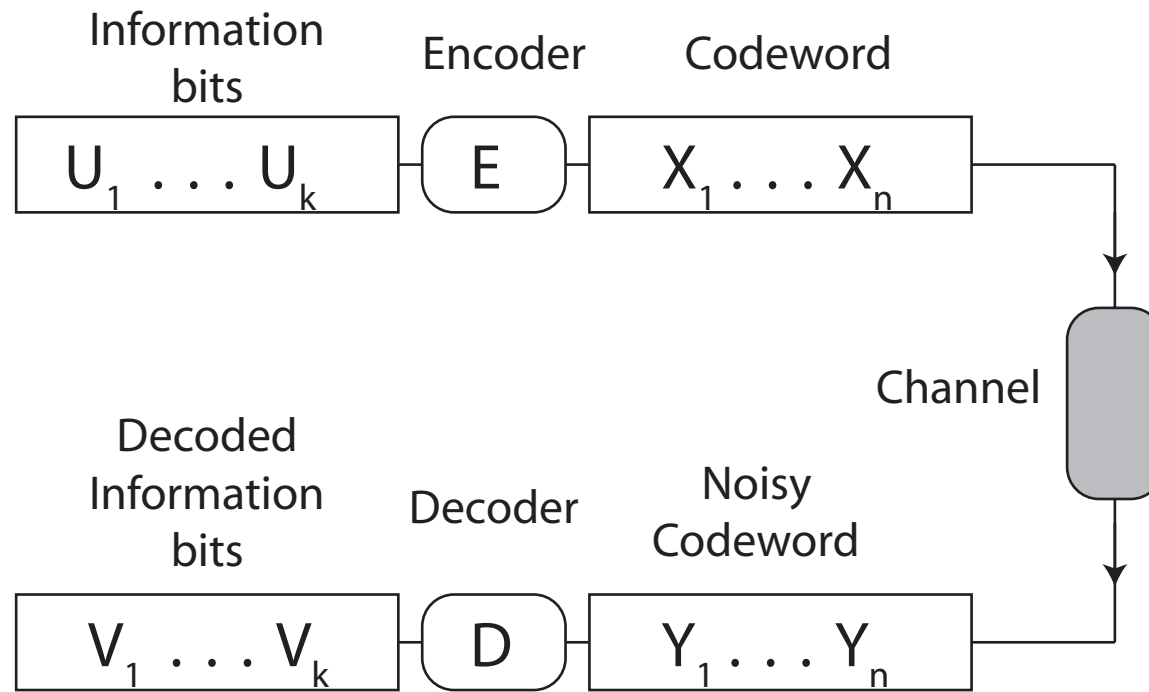 Information
bits
Encoder
Codeword
U₁ . . . Uₖ
E
X₁ . . . Xₙ
Channel
Decoded
Information
bits
Decoder
Noisy
Codeword
V₁ . . . Vₖ
D
Y₁ . . . Yₙ